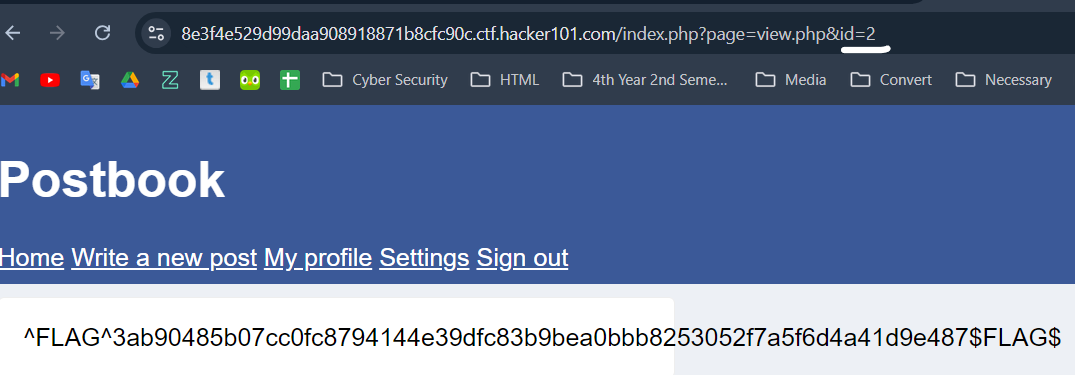 8e3f4e529d99daa908918871b8cfc90c.ctf.hacker101.com/index.php?page=view.php&id=2
Cyber Security HTML 4th Year 2nd Seme... Media Convert Necessary
Postbook
Home Write a new post My profile Settings Sign out
^FLAG^3ab90485b07cc0fc8794144e39dfc83b9bea0bbb8253052f7a5f6d4a41d9e487$FLAG$